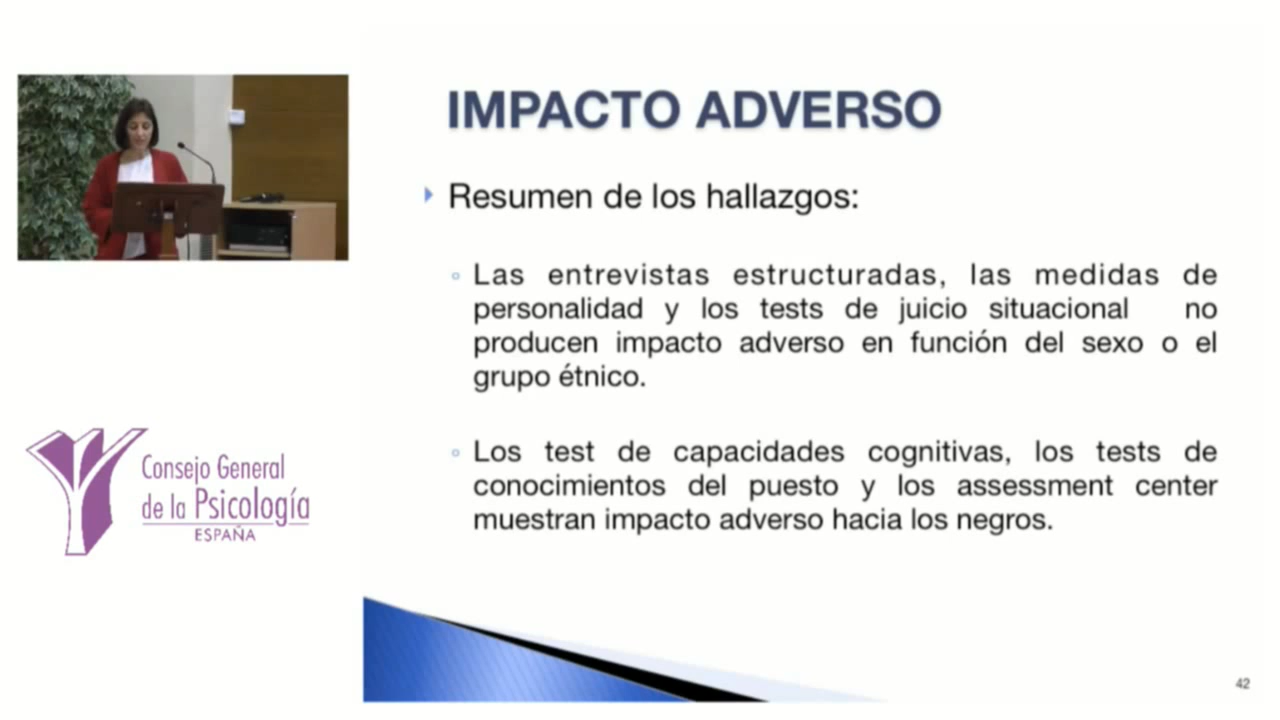 IMPACTO ADVERSO
Resumen de los hallazgos:
Las entrevistas estructuradas, las medidas de
personalidad y los tests de juicio situacional no
producen impacto adverso en función del sexo o el
grupo étnico.
Los test de capacidades cognitivas, los tests de
conocimientos del puesto y los assessment center
muestran impacto adverso hacia los negros.
Consejo General
de la Psicología
ESPAÑA
42